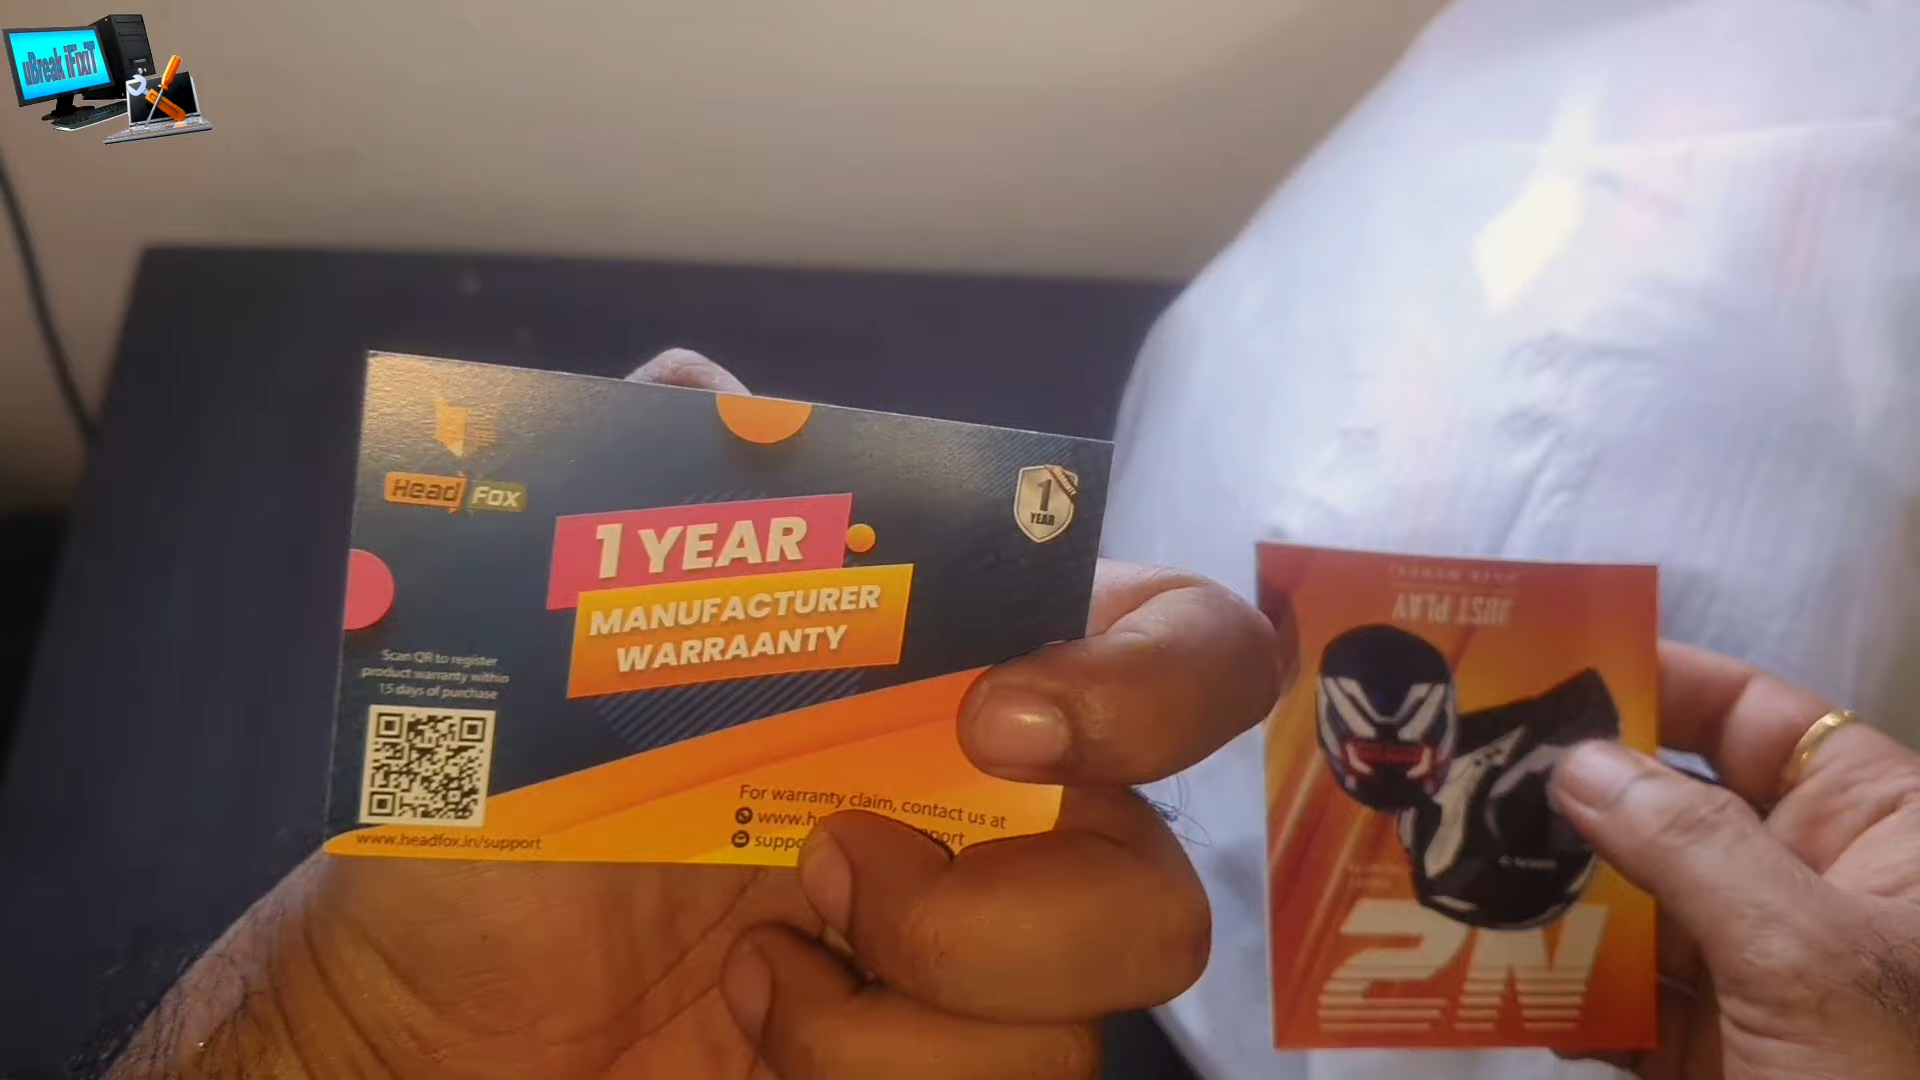 uBreak iFixIT
Head Fox
1 YEAR
MANUFACTURER
WARRAANTY
1
YEAR
Scan QR to register
product warranty within
15 days of purchase
www.headfox.in/support
For warranty claim, contact us at
JUST PLAY
2N